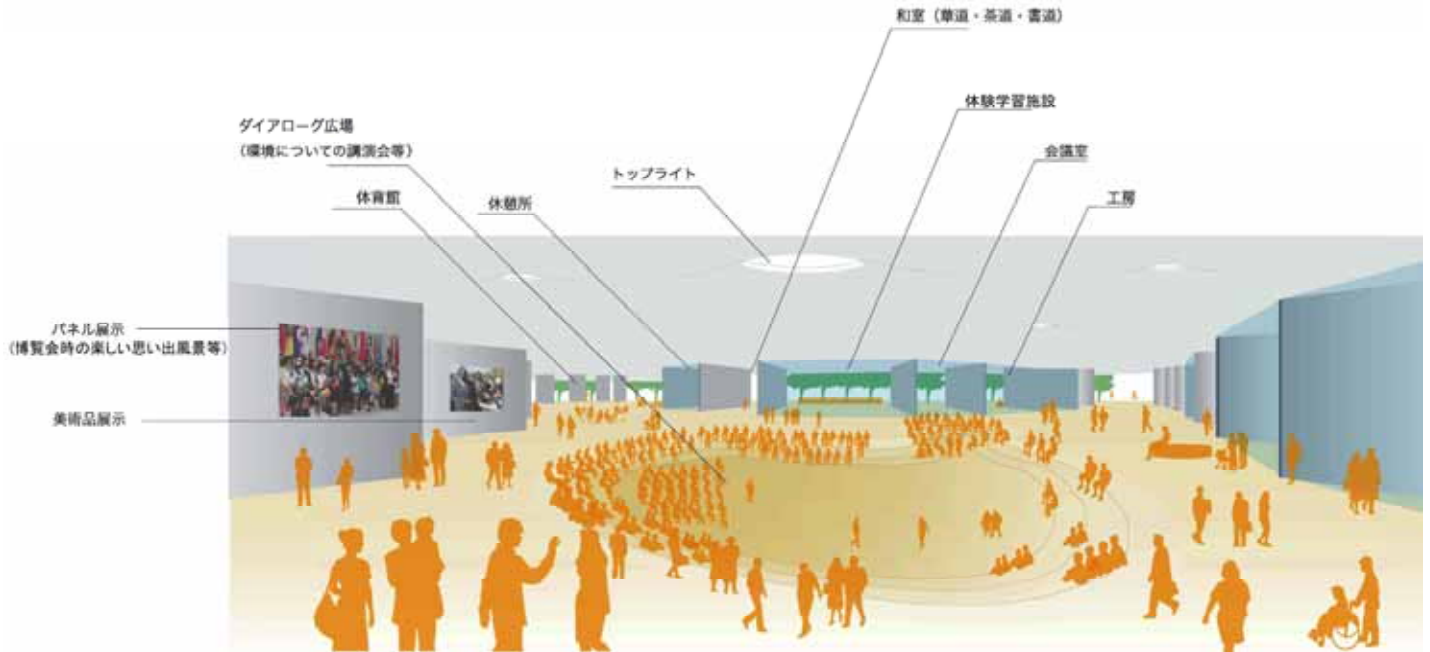 和室（華道・茶道・書道）
体験学習施設
ダイアローグ広場
（環境についての講演会等）
会議室
トップライト
体育館
休憩所
工房
パネル展示
（博覧会時の楽しい思い出風景等）
美術品展示